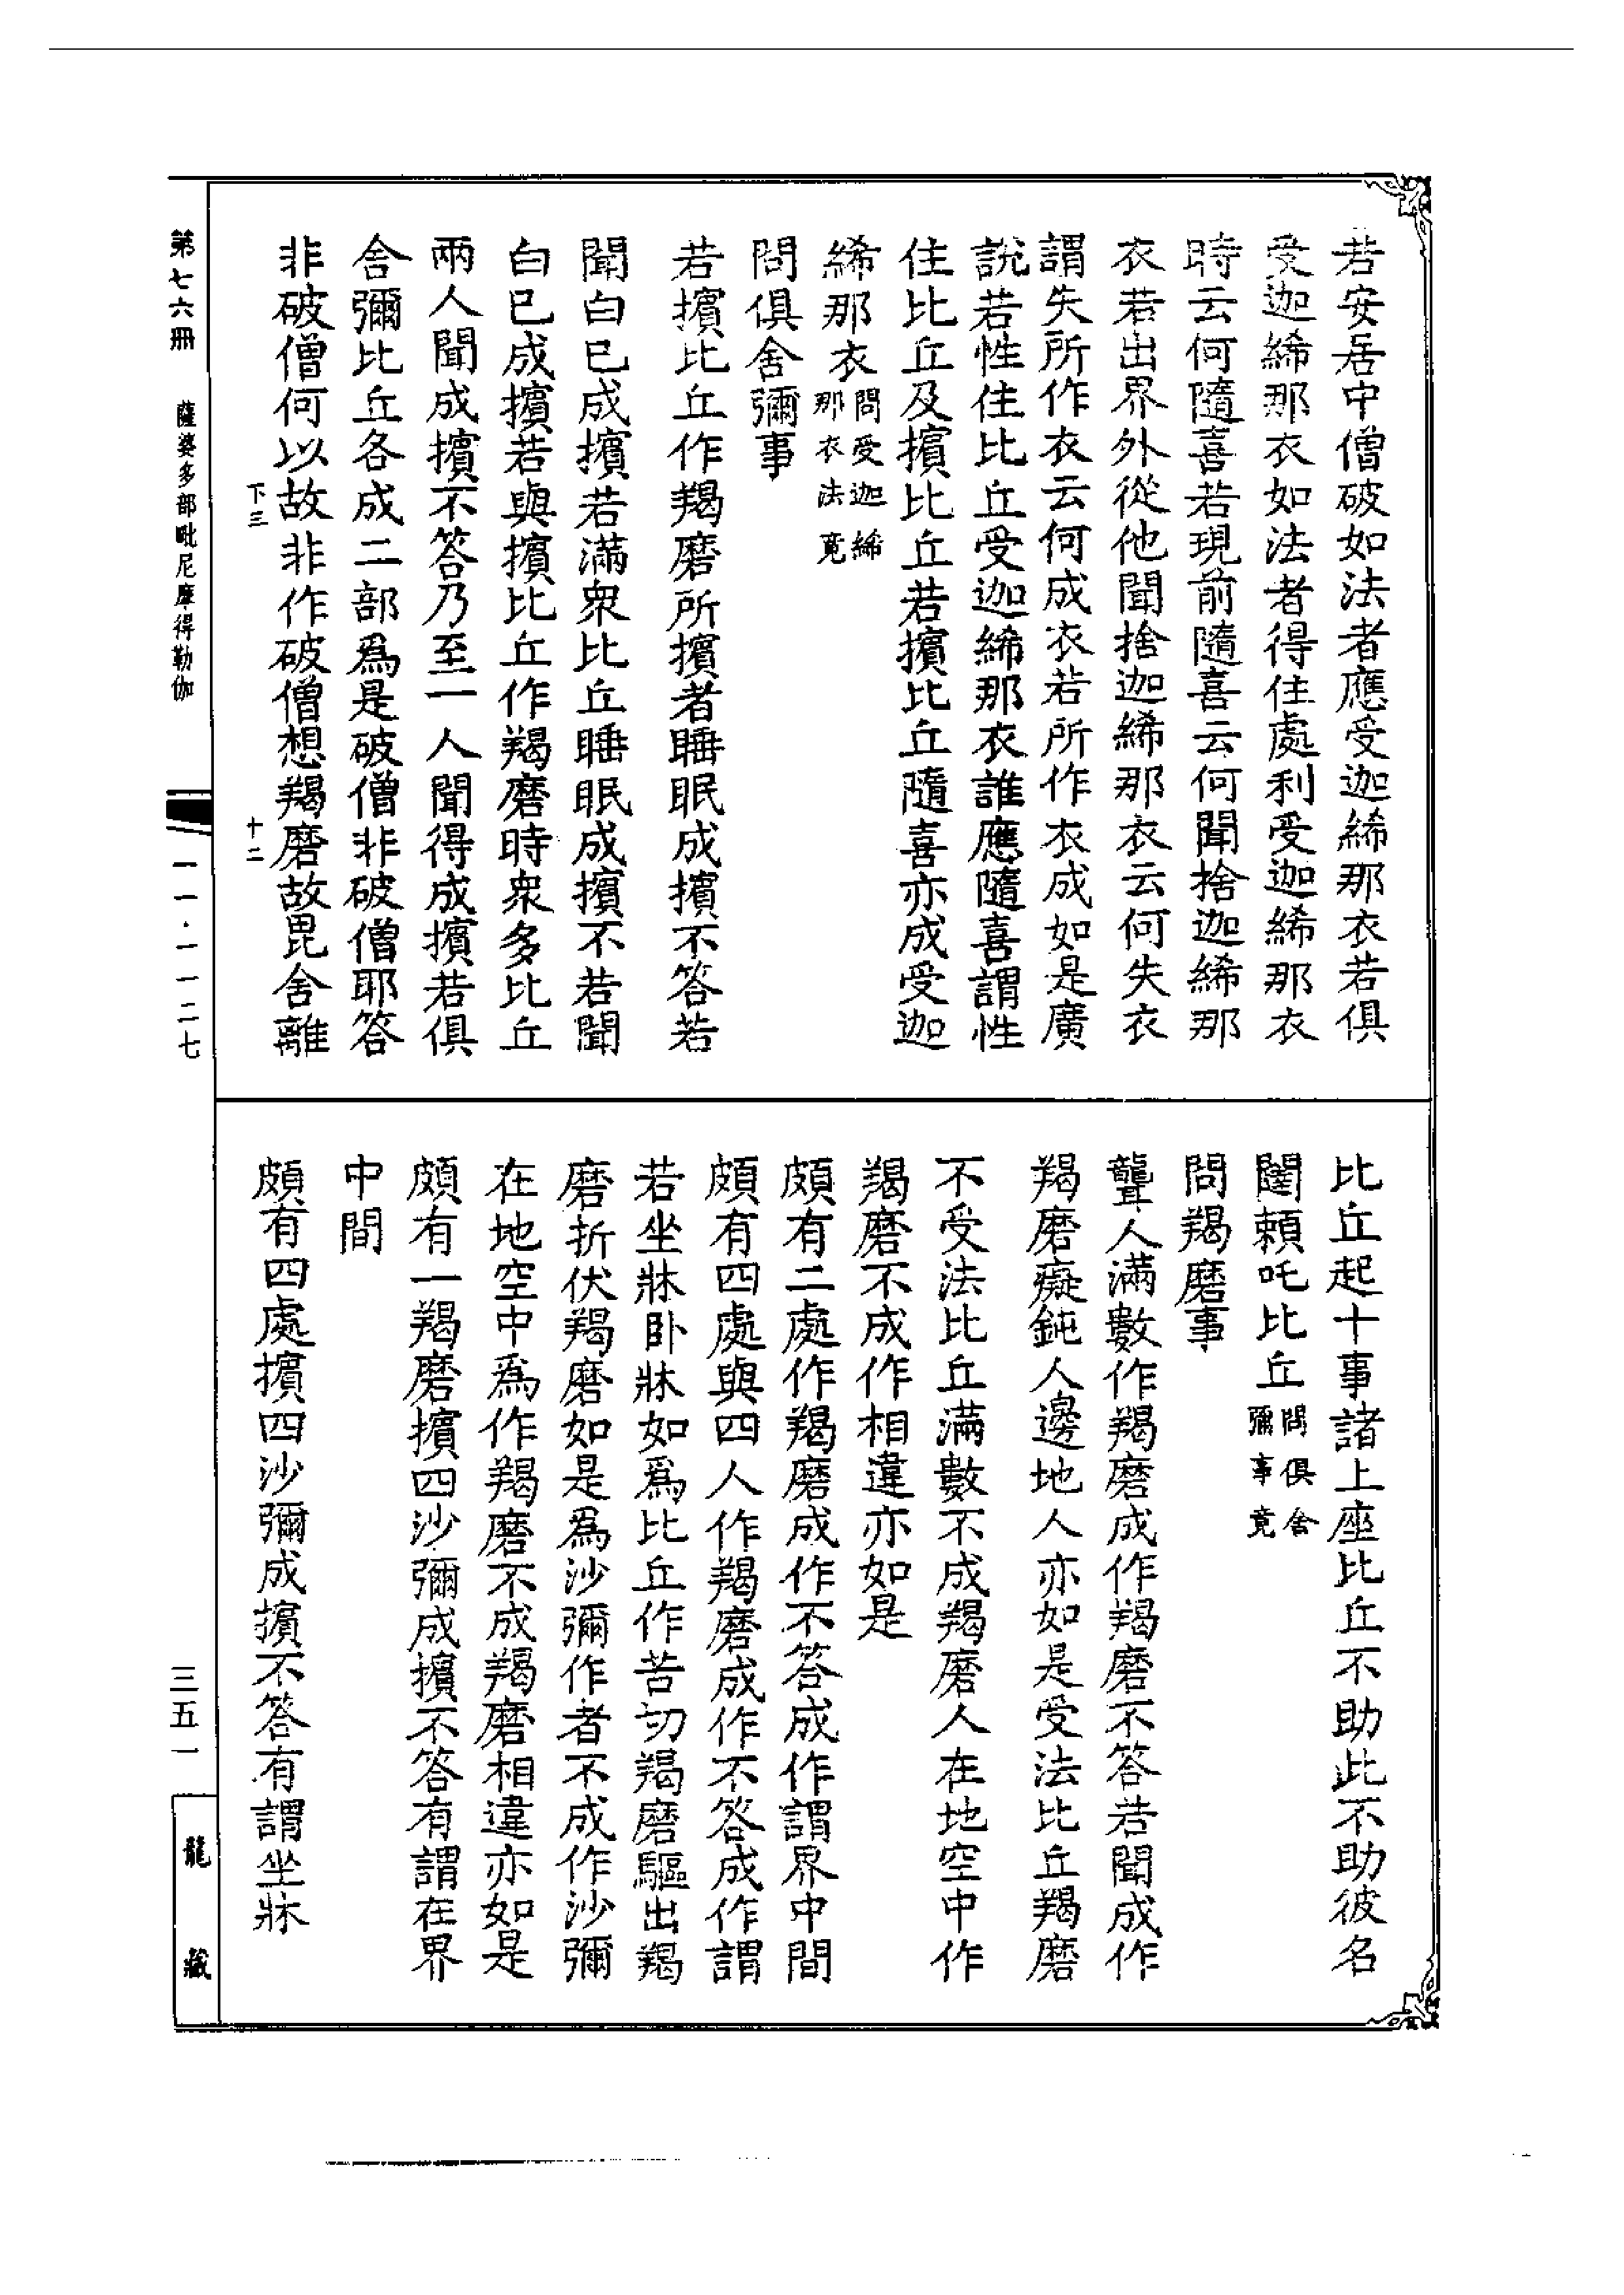 若安居中僧破如法者應受迦絺那衣若俱
受迦絺那衣如法者得住處利受迦絺那衣
時云何隨喜若現前隨喜云何聞捨迦絺那
衣若出界外從他聞捨迦絺那衣云何失衣
謂失所作衣云何成衣若所作衣成如是廣
說若性住比丘受迦絺那衣誰應隨喜謂性
住比丘及擯比丘若擯比丘隨喜亦成受迦
絺那衣問受迦絺那衣法竟
問俱舍彌事
若擯比丘作羯磨所擯者睡眠成擯不答若
聞白已成擯若滿眾比丘睡眠成擯不若聞
白已成擯若與擯比丘作羯磨時眾多比丘
兩人聞成擯不答乃至一人聞得成擯若俱
舍彌比丘各成二部爲是破僧非破僧耶答
非破僧何以故非作破僧想羯磨故毘舍離
下三
十二
比丘起十事諸上座比丘不助此不助彼名
闥賴吒比丘問俱舍彌事竟
問羯磨事
聾人滿數作羯磨成作羯磨不答若聞成作
羯磨癡鈍人邊地人亦如是受法比丘羯磨
不受法比丘滿數不成羯磨人在地空中作
羯磨不成作相違亦如是
頗有二處作羯磨成作不答成作謂界中間
頗有四處與四人作羯磨成作不答成作謂
若坐牀卧牀如爲比丘作苦切羯磨驅出羯
磨折伏羯磨如是爲沙彌作者不成作沙彌
在地空中爲作羯磨不成羯磨相違亦如是
頗有一羯磨擯四沙彌成擯不答有謂在界
中間
頗有四處擯四沙彌成擯不答有謂坐牀
第七六冊
薩婆多部毗尼摩得勒伽
一一·一一二七
三五一
龍藏